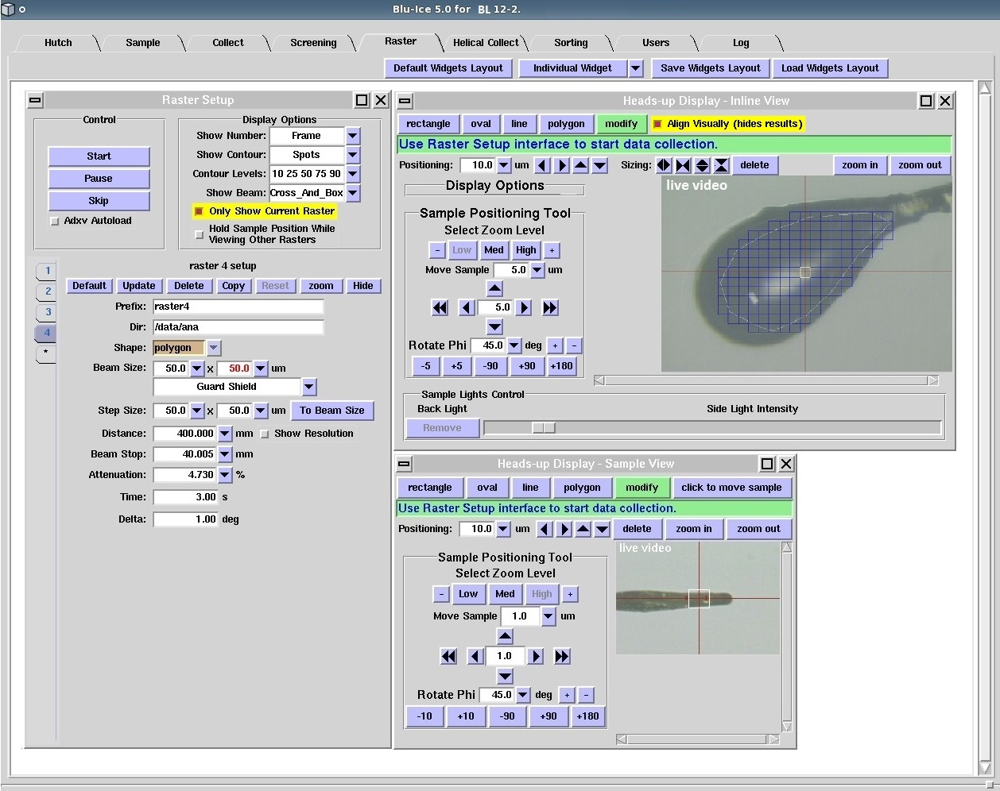 Blu-Ice 5.0 for BL 12-2.
Hutch Sample Collect Screening Raster Helical Collect Sorting Users Log
Default Widgets Layout Individual Widget Save Widgets Layout Load Widgets Layout
Raster Setup
Control
Start
Pause
Skip
Adxv Autoload
Display Options
Show Number: Frame
Show Contour: Spots
Contour Levels: 10 25 50 75 90
Show Beam: Cross_And_Box
Only Show Current Raster
Hold Sample Position While
Viewing Other Rasters
1
2
3
4
*
raster 4 setup
Default Update Delete Copy Reset zoom Hide
Prefix: raster4
Dir: /data/ana
Shape: polygon
Beam Size: 50.0 x 50.0 um
Guard Shield
Step Size: 50.0 x 50.0 um To Beam Size
Distance: 400.000 mm Show Resolution
Beam Stop: 40.005 mm
Attenuation: 4.730 %
Time: 3.00 s
Delta: 1.00 deg
Heads-up Display - Inline View
rectangle oval line polygon modify Align Visually (hides results)
Use Raster Setup interface to start data collection.
Positioning: 10.0 um Sizing: delete zoom in zoom out
Display Options
Sample Positioning Tool
Select Zoom Level
- Low Med High +
Move Sample 5.0 um
5.0
Rotate Phi 45.0 deg + -
-5 +5 -90 +90 +180
live video
Sample Lights Control
Back Light Side Light Intensity
Remove
Heads-up Display - Sample View
rectangle oval line polygon modify click to move sample
Use Raster Setup interface to start data collection.
Positioning: 10.0 um delete zoom in zoom out
Sample Positioning Tool
Select Zoom Level
- Low Med High +
Move Sample 1.0 um
1.0
Rotate Phi 45.0 deg + -
-10 +10 -90 +90 +180
live video